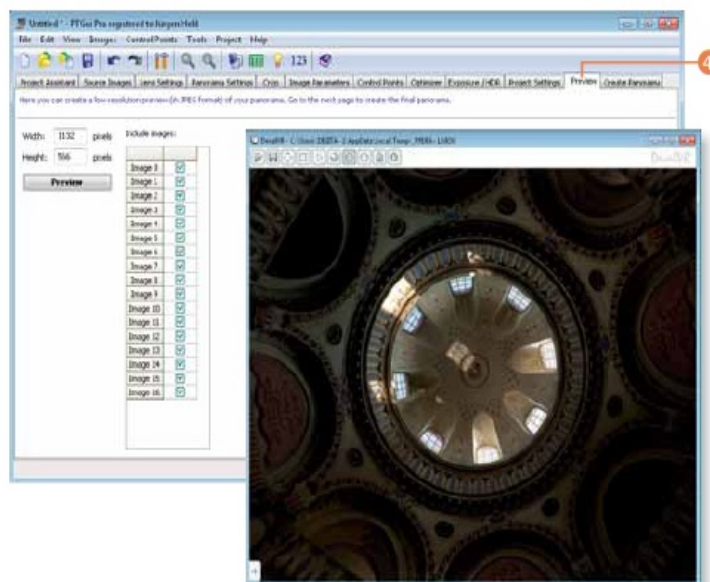 Untitled * - PTGui Pro registered to Jürgen Held
File Edit View Images Control Points Tools Project Help
123
Project Assistant Source Images Lens Settings Panorama Settings Crop Image Parameters Control Points Optimizer Exposure / HDR Project Settings Preview Create Panorama
4
Here you can create a low-resolution preview (in JPEG format) of your panorama. Go to the next page to create the final panorama.
Width: 1132 pixels
Include images:
Height: 566 pixels
Preview
Image 0
Image 1
Image 2
Image 3
Image 4
Image 5
Image 6
Image 7
Image 8
Image 9
Image 10
Image 11
Image 12
Image 13
Image 14
Image 15
Image 16